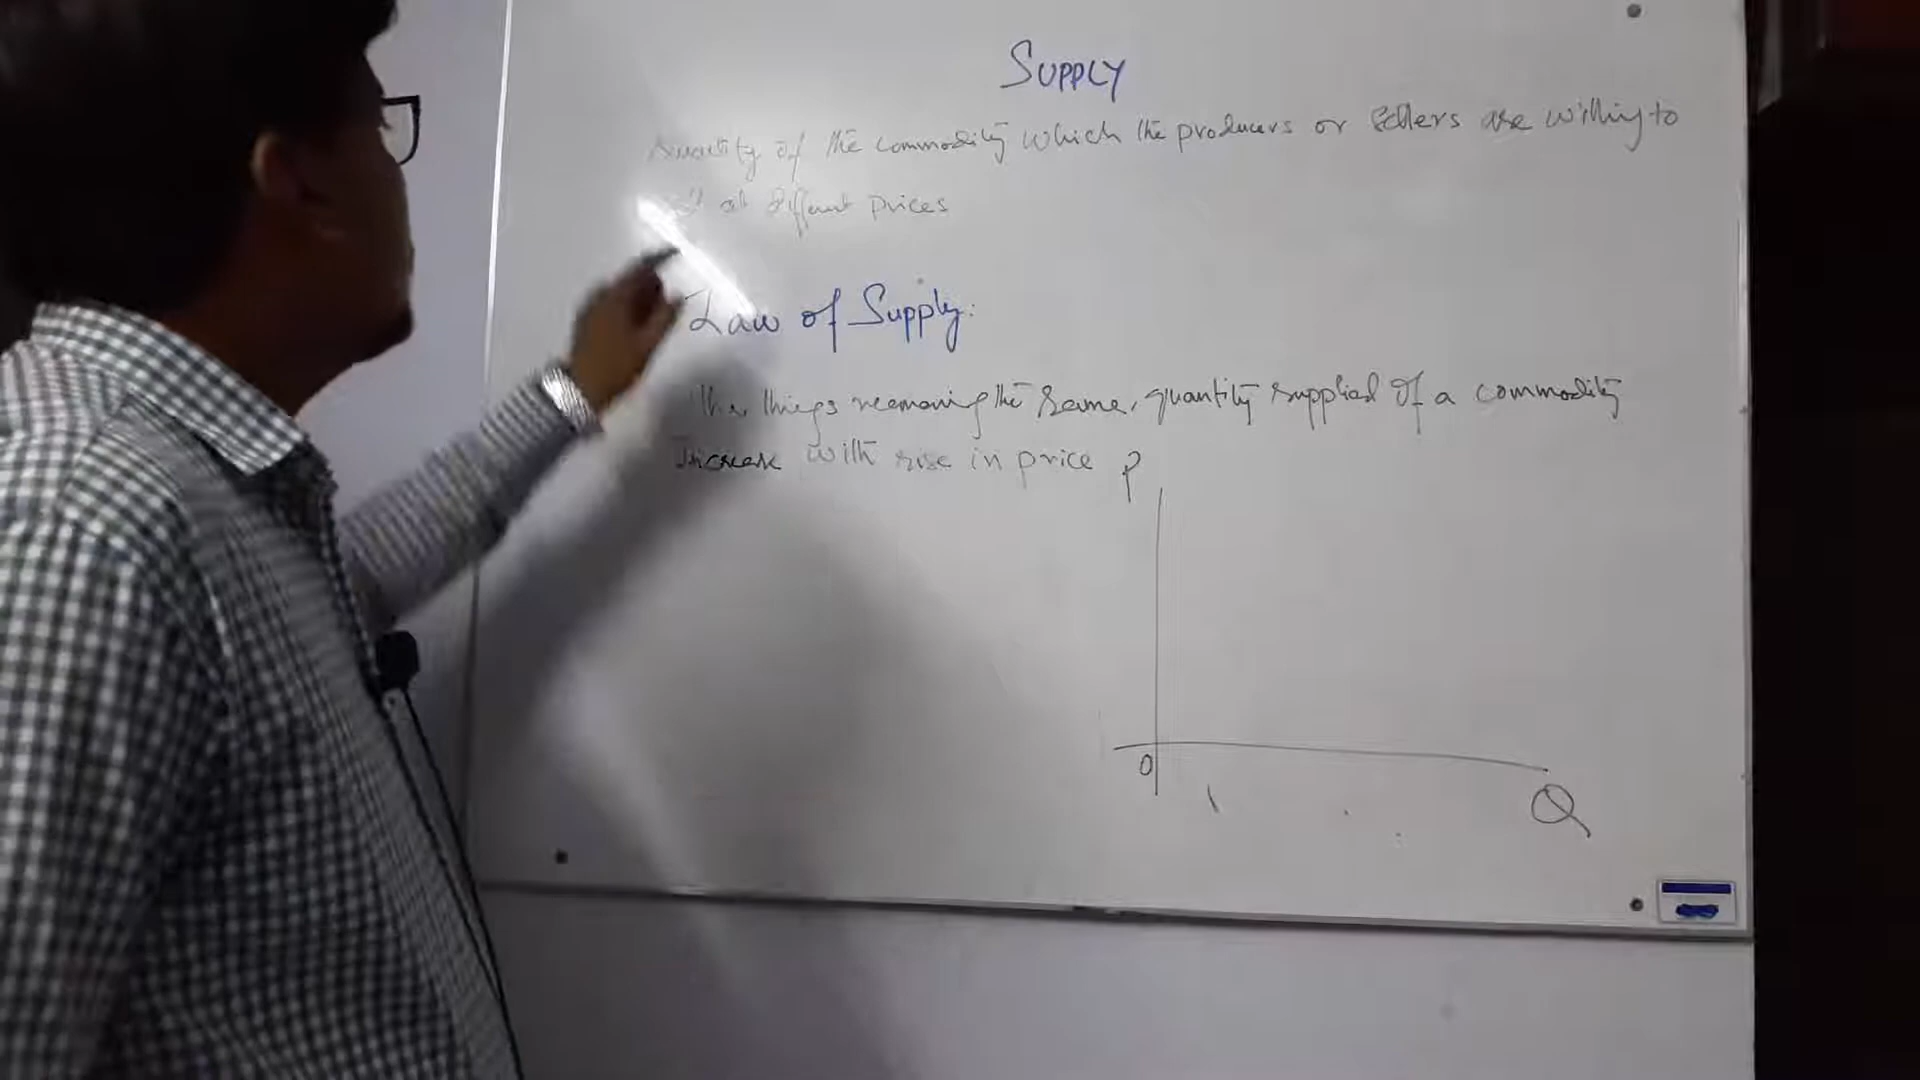 SUPPLY
Quantity of the commodity which the producers or sellers are willing to
at different prices
Law of Supply:
things remaining the same, quantity supplied of a commodity
increase with rise in price P
0
Q